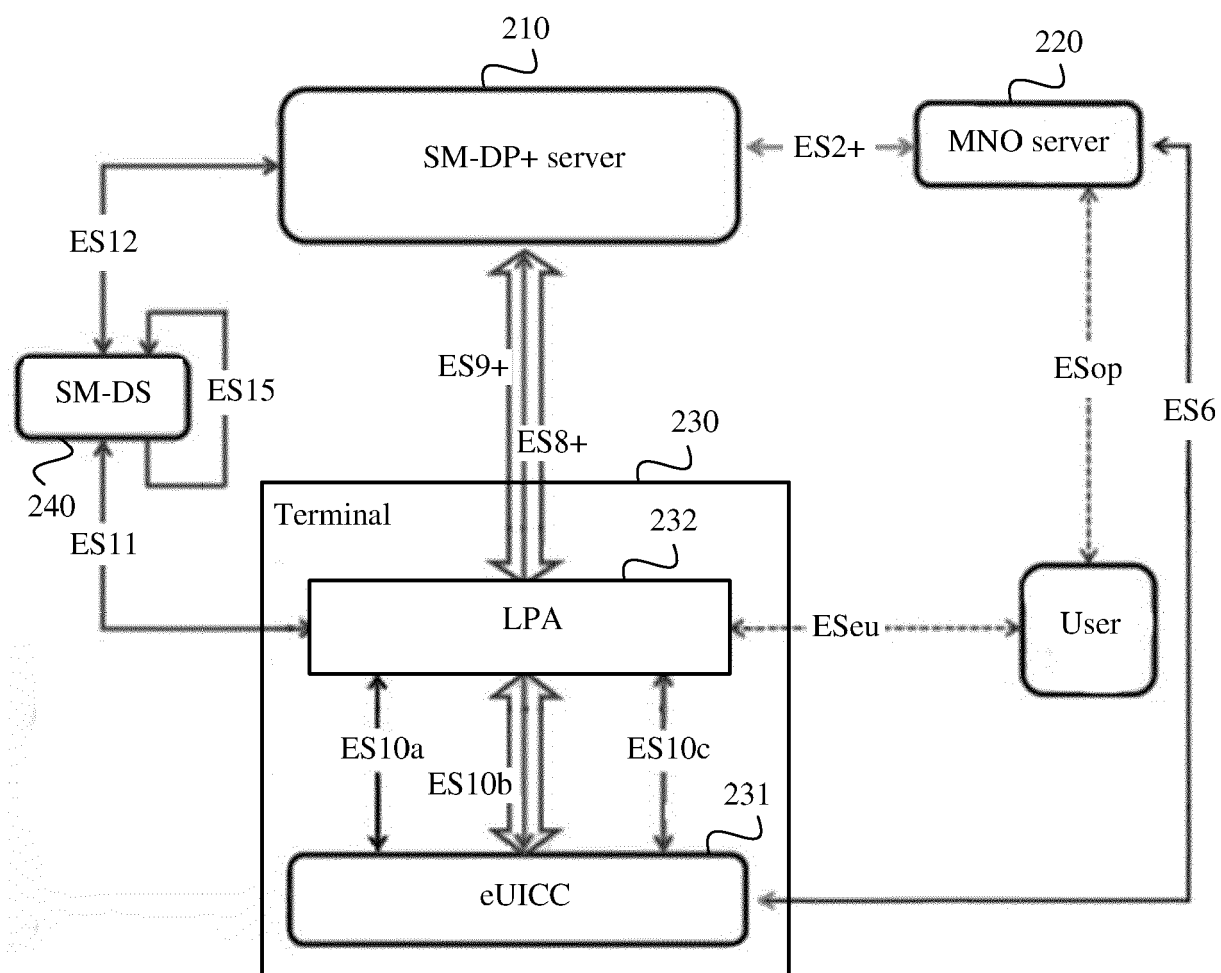 210
220
SM-DP+ server
ES2+
MNO server
ES12
ES9+
ESop
SM-DS
ES15
ES6
ES8+
230
240
Terminal
232
ES11
LPA
ESeu
User
ES10a
ES10b
ES10c
231
eUICC